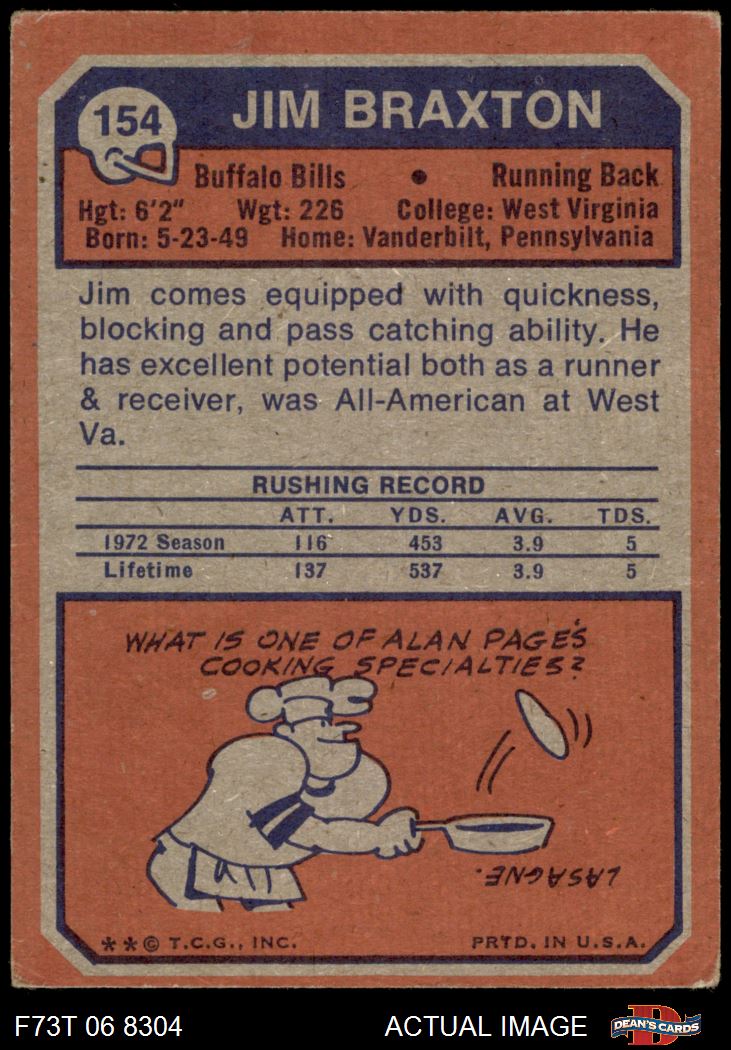 154
JIM BRAXTON
Buffalo Bills • Running Back
Hgt: 6'2" Wgt: 226 College: West Virginia
Born: 5-23-49 Home: Vanderbilt, Pennsylvania
Jim comes equipped with quickness,
blocking and pass catching ability. He
has excellent potential both as a runner
& receiver, was All-American at West
Va.
RUSHING RECORD
ATT. YDS. AVG. TDS.
1972 Season 116 453 3.9 5
Lifetime 137 537 3.9 5
WHAT IS ONE OF ALAN PAGE'S
COOKING SPECIALTIES?
LASAGNE.
**© T.C.G., INC. PRTD. IN U.S.A.
F73T 06 8304 ACTUAL IMAGE
D
DEAN'S CARDS